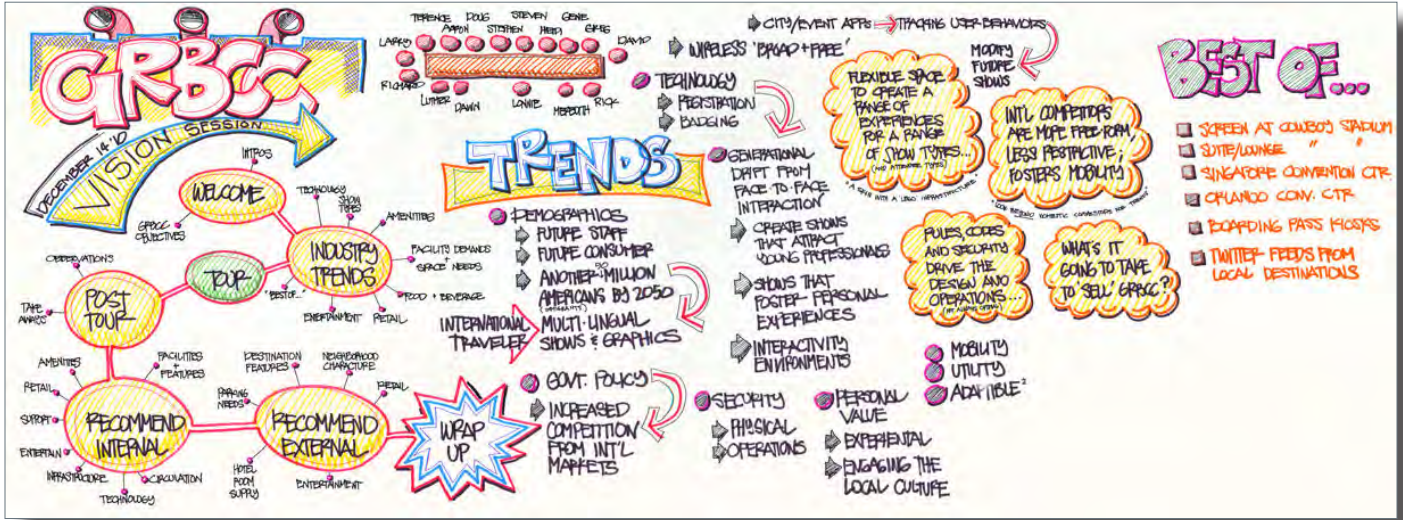 GRBCC
DECEMBER 14 '10
VISION SESSION
INTROS
WELCOME
GRBCC
OBJECTIVES
TECHNOLOGY
SHOW
TYPES
AMENITIES
INDUSTRY
TRENDS
FACILITY DEMANDS
+
SPACE NEEDS
FOOD + BEVERAGE
RETAIL
ENTERTAINMENT
"BEST OF..."
TOUR
OBSERVATIONS
POST
TOUR
TAKE
AWAYS
AMENITIES
FACILITIES
+
FEATURES
RETAIL
SUPPORT
ENTERTAIN
INFRASTRUCTURE
TECHNOLOGY
CIRCULATION
RECOMMEND
INTERNAL
DESTINATION
FEATURES
NEIGHBORHOOD
CHARACTURE
PARKING
NEEDS
RETAIL
RECOMMEND
EXTERNAL
HOTEL
ROOM
SUPPLY
ENTERTAINMENT
WRAP
UP
TERENCE DOUG STEVEN GENE
LARRY AARON STEPHEN HEIDI GREG DAVID
RICHARD LUTHER DAWN LONNIE MEREDITH RICK
TRENDS
DEMOGRAPHICS
FUTURE STAFF
FUTURE CONSUMER
ANOTHER MILLION
AMERICANS BY 2050
INTERNATIONAL
TRAVELER
MULTI-LINGUAL
SHOWS & GRAPHICS
GOVT. POLICY
INCREASED
COMPETITION
FROM INT'L
MARKETS
CITY/EVENT APPS TRACKING USER BEHAVIORS
MODIFY
FUTURE
SHOWS
WIRELESS 'BROAD + FREE'
TECHNOLOGY
REGISTRATION
BADGING
GENERATIONAL
DRIFT FROM
FACE-TO-FACE
INTERACTION
CREATE SHOWS
THAT ATTRACT
YOUNG PROFESSIONALS
SHOWS THAT
FOSTER PERSONAL
EXPERIENCES
INTERACTIVITY
ENVIRONMENTS
SECURITY
PHYSICAL
OPERATIONS
PERSONAL
VALUE
EXPERIENTAL
ENGAGING THE
LOCAL CULTURE
MOBILITY
UTILITY
ADAPTIBLE²
FLEXIBLE SPACE
TO CREATE A
RANGE OF
EXPERIENCES
FOR A RANGE
OF SHOW TYPES...
(AND ATTENDEE TYPES)
INT'L COMPETITORS
ARE MORE FREE-FORM
LESS RESTRICTIVE;
FOSTERS MOBILITY
RULES, CODES
AND SECURITY
DRIVE THE
DESIGN AND
OPERATIONS...
WHAT'S IT
GOING TO TAKE
TO 'SELL' GRBCC?
BEST OF...
SCREEN AT COWBOY STADIUM
SUITE/LOUNGE " "
SINGAPORE CONVENTION CTR.
ORLANDO CONV. CTR
BOARDING PASS KIOSKS
TWITTER FEEDS FROM
LOCAL DESTINATIONS